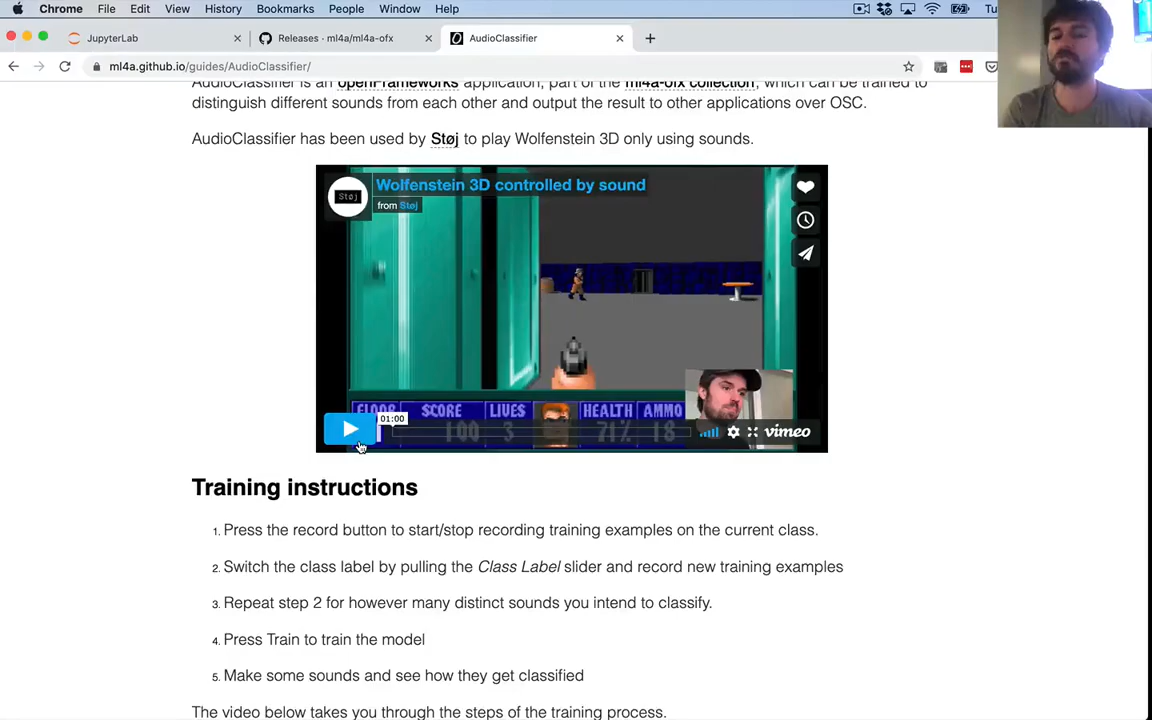 Chrome File Edit View History Bookmarks People Window Help Tu
JupyterLab
Releases · ml4a/ml4a-ofx
AudioClassifier
ml4a.github.io/guides/AudioClassifier/
AudioClassifier is an openFrameworks application, part of the ml4a-ofx collection, which can be trained to
distinguish different sounds from each other and output the result to other applications over OSC.
AudioClassifier has been used by Støj to play Wolfenstein 3D only using sounds.
Støj
Wolfenstein 3D controlled by sound
from Støj
FLOOR SCORE LIVES HEALTH AMMO
01:00
100 3 71% 18
vimeo
Training instructions
1. Press the record button to start/stop recording training examples on the current class.
2. Switch the class label by pulling the Class Label slider and record new training examples
3. Repeat step 2 for however many distinct sounds you intend to classify.
4. Press Train to train the model
5. Make some sounds and see how they get classified
The video below takes you through the steps of the training process.